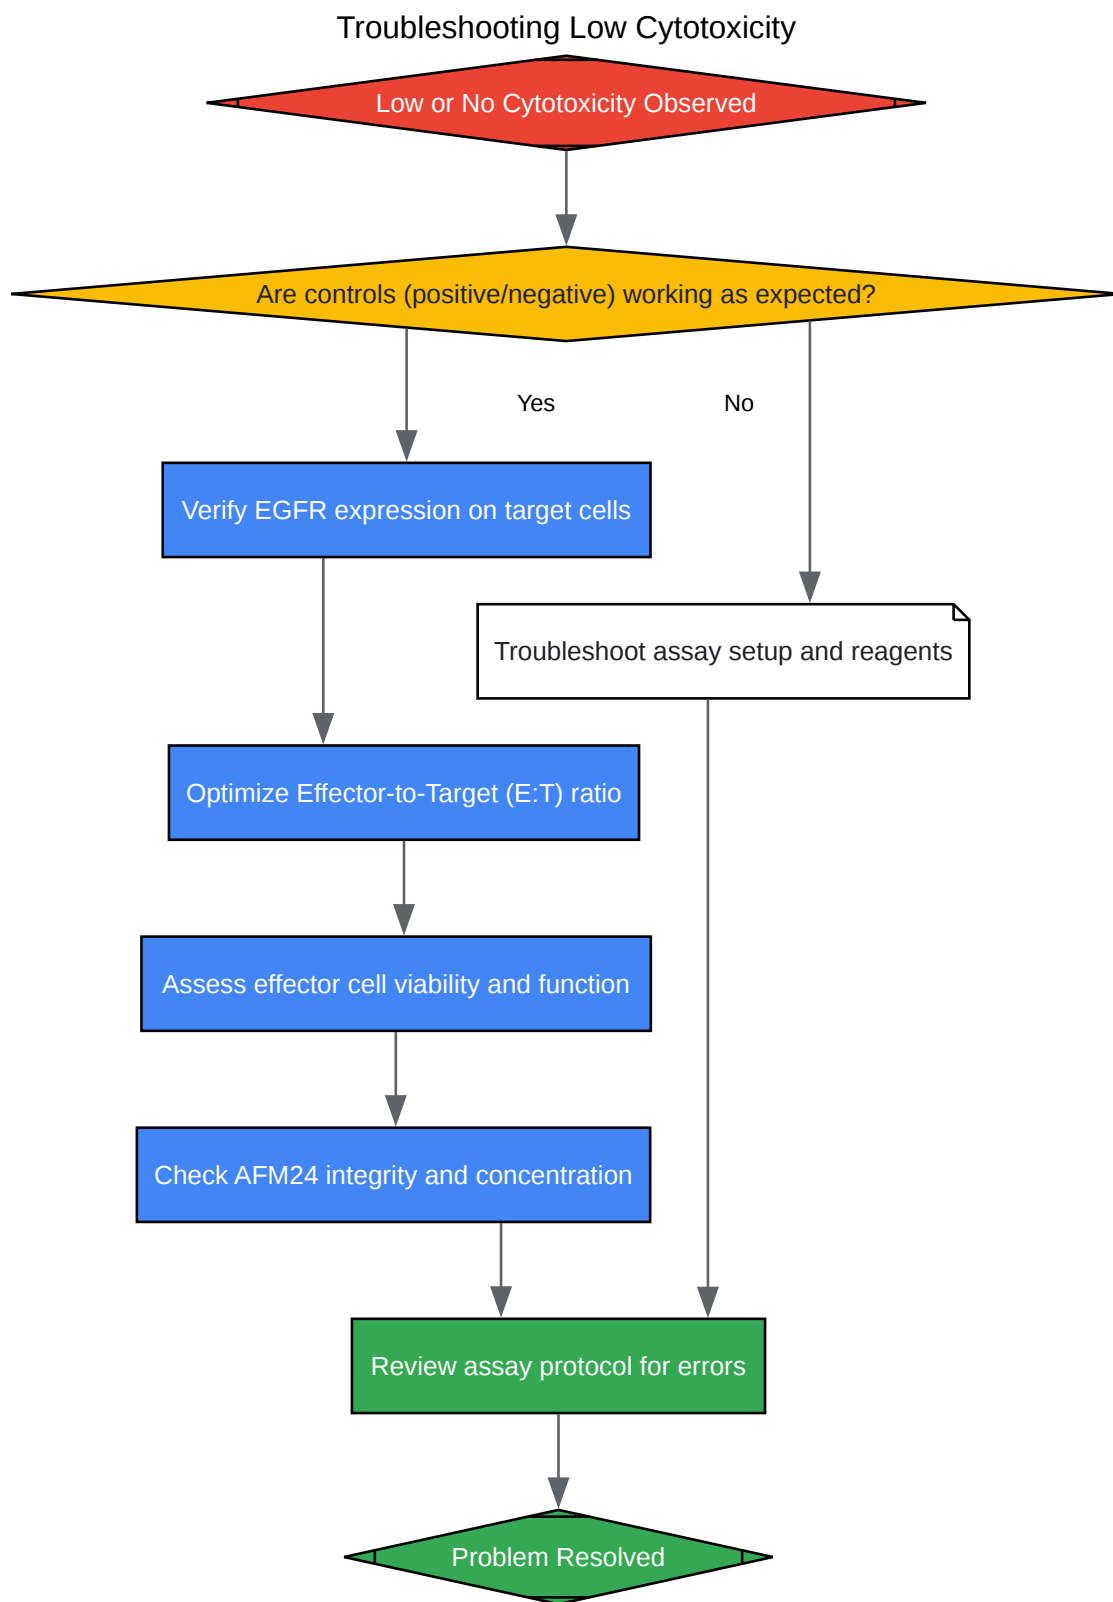 Troubleshooting Low Cytotoxicity
Low or No Cytotoxicity Observed
Are controls (positive/negative) working as expected?
Yes
No
Verify EGFR expression on target cells
Troubleshoot assay setup and reagents
Optimize Effector-to-Target (E:T) ratio
Assess effector cell viability and function
Check AFM24 integrity and concentration
Review assay protocol for errors
Problem Resolved